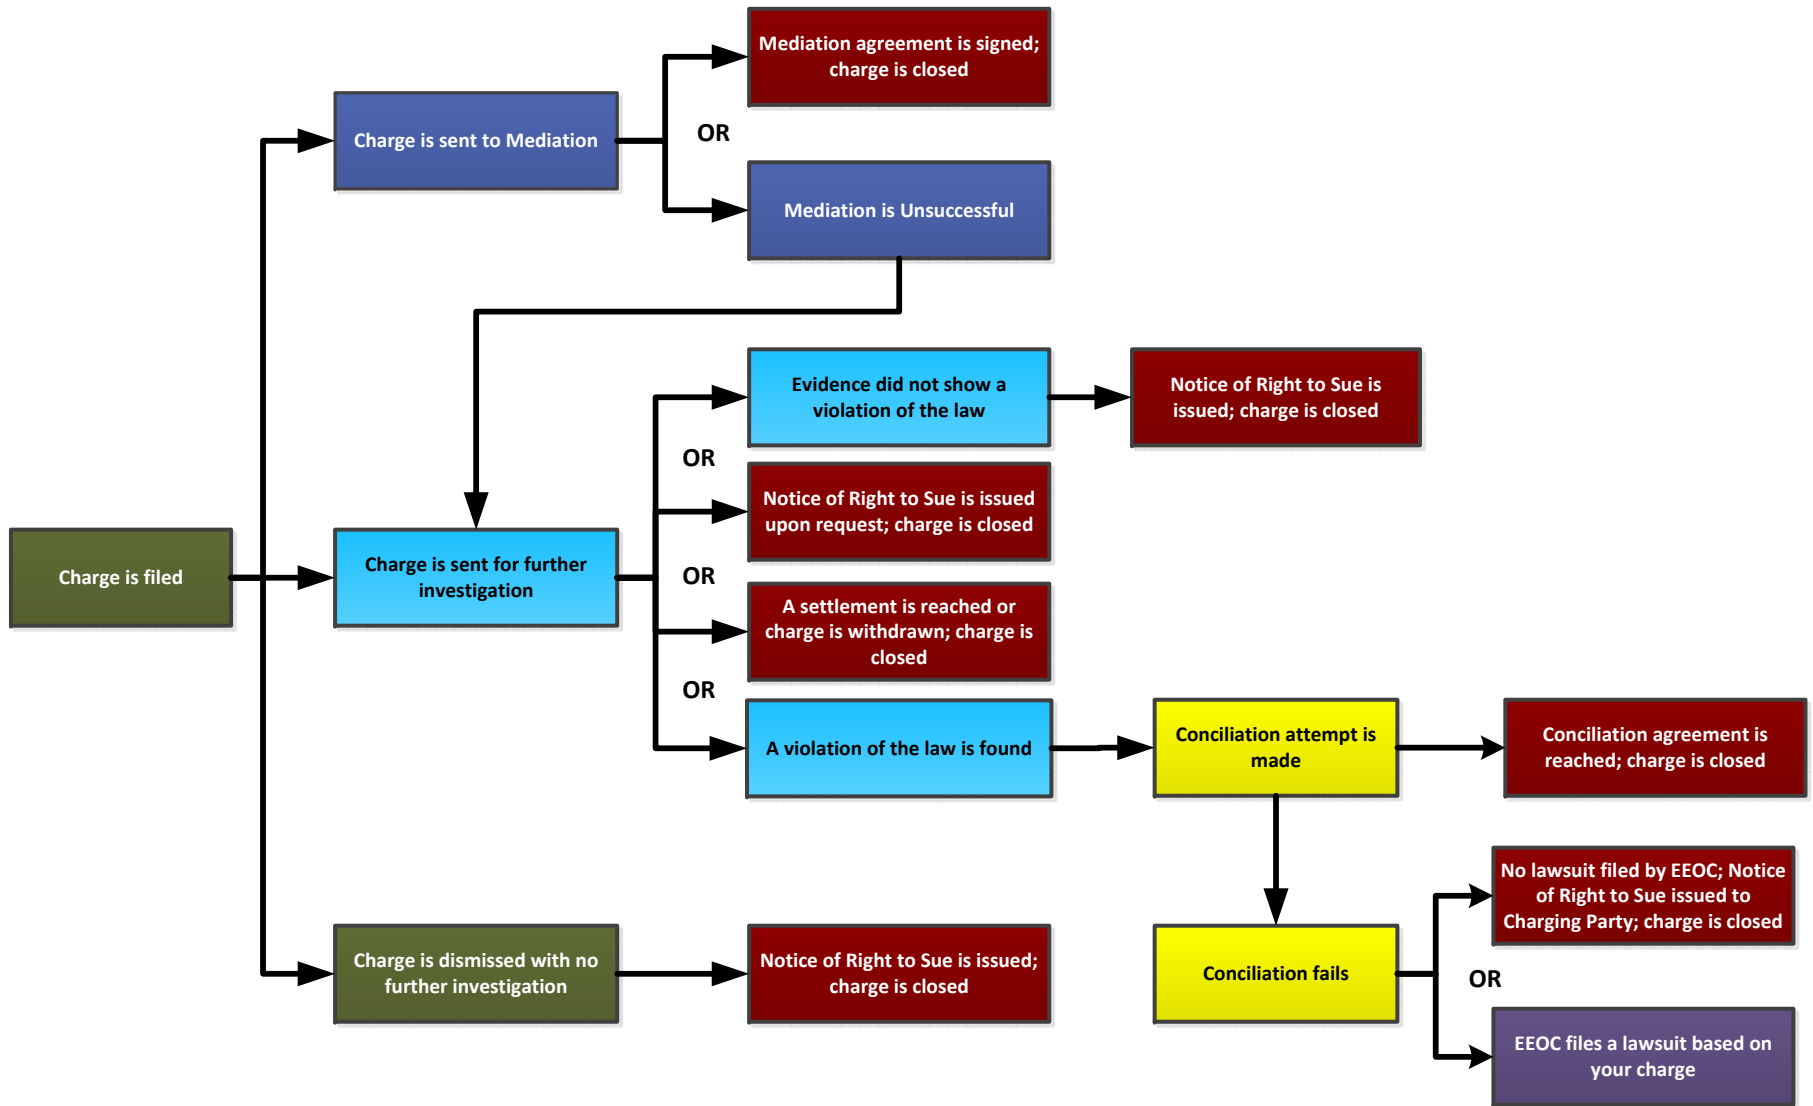 Mediation agreement is signed;
charge is closed
Charge is sent to Mediation
OR
Mediation is Unsuccessful
Evidence did not show a
violation of the law
Notice of Right to Sue is
issued; charge is closed
OR
Notice of Right to Sue is issued
upon request; charge is closed
Charge is filed
Charge is sent for further
investigation
OR
A settlement is reached or
charge is withdrawn; charge is
closed
OR
A violation of the law is found
Conciliation attempt is
made
Conciliation agreement is
reached; charge is closed
No lawsuit filed by EEOC; Notice
of Right to Sue issued to
Charging Party; charge is closed
Charge is dismissed with no
further investigation
Notice of Right to Sue is issued;
charge is closed
Conciliation fails
OR
EEOC files a lawsuit based on
your charge